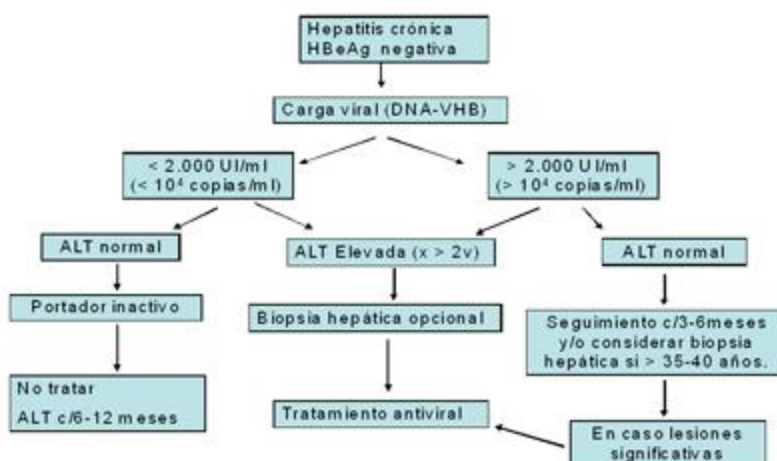 Hepatitis crónica
HBeAg negativa
Carga viral (DNA-VHB)
< 2.000 UI/ml
(< 10⁴ copias/ml)
> 2.000 UI/ml
(> 10⁴ copias/ml)
ALT normal
ALT Elevada (x > 2v)
ALT normal
Portador inactivo
Biopsia hepática opcional
Seguimiento c/3-6meses
y/o considerar biopsia
hepática si > 35-40 años.
No tratar
ALT c/6-12 meses
Tratamiento antiviral
En caso lesiones
significativas